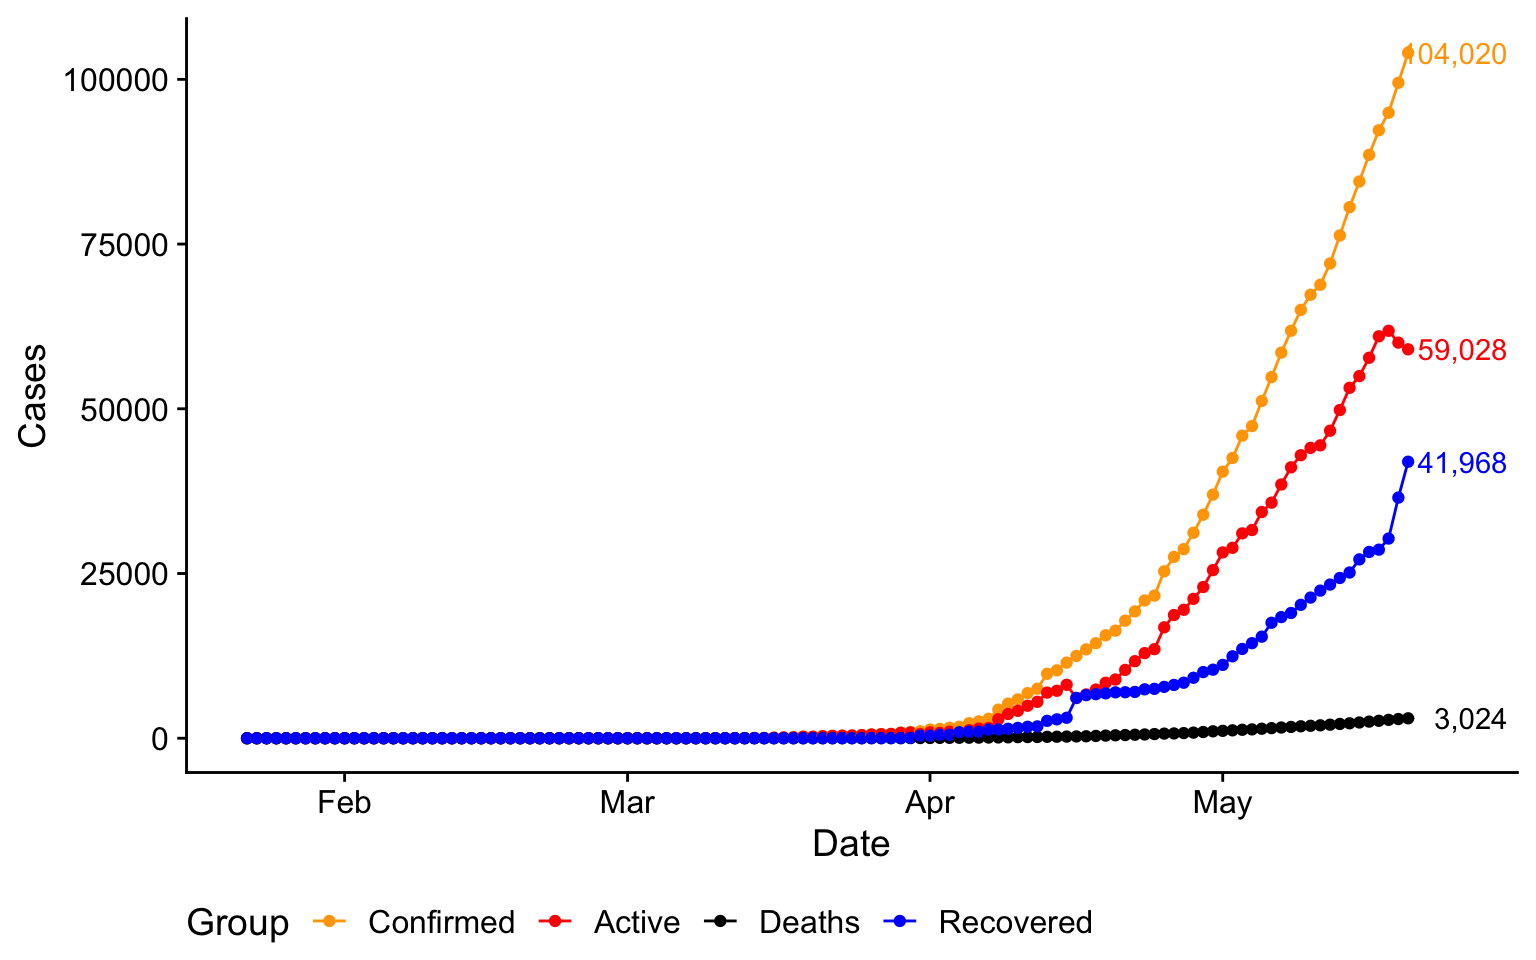 104,020
100000
75000
59,028
50000
41,968
25000
3,024
0
Cases
Feb Mar Apr May
Date
Group Confirmed Active Deaths Recovered